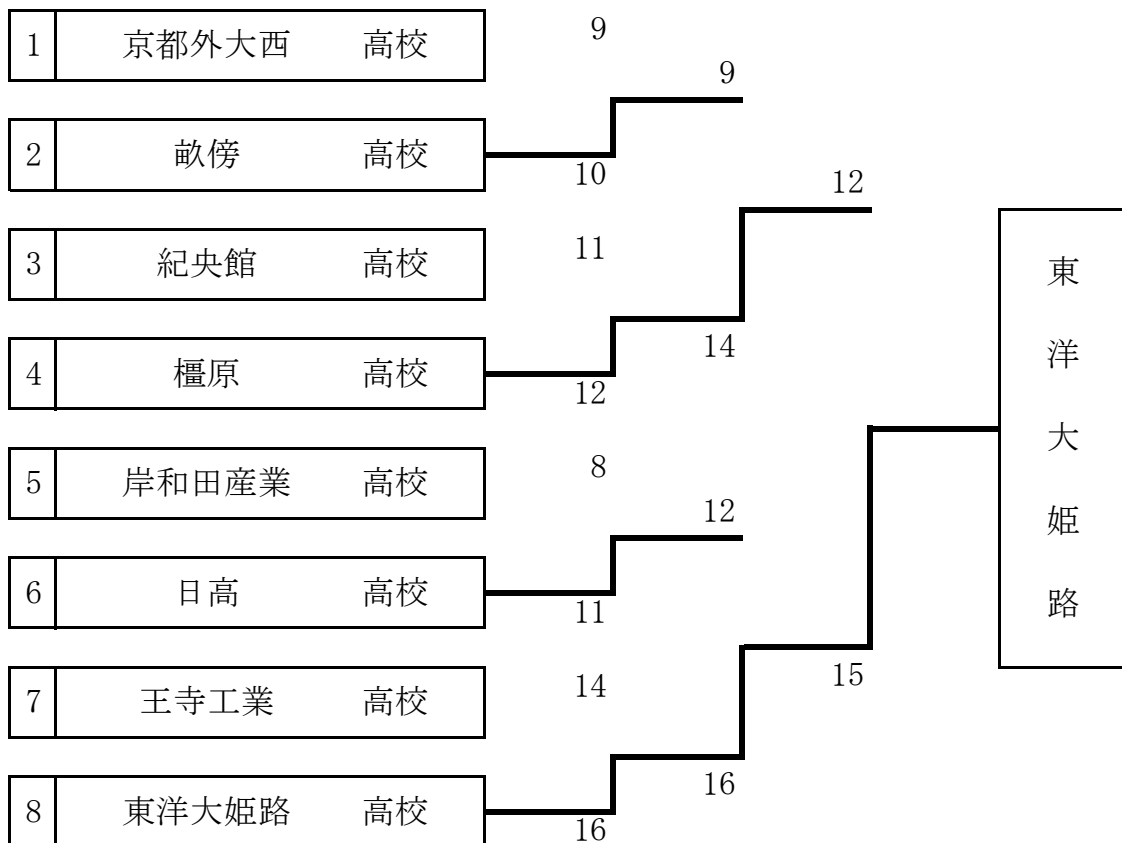 1 京都外大西 高校 9
9
2 畝傍 高校 10
12
3 紀央館 高校 11
14
4 橿原 高校 12
5 岸和田産業 高校 8
12
6 日高 高校 11
7 王寺工業 高校 14
15
16
8 東洋大姫路 高校 16
東洋大姫路